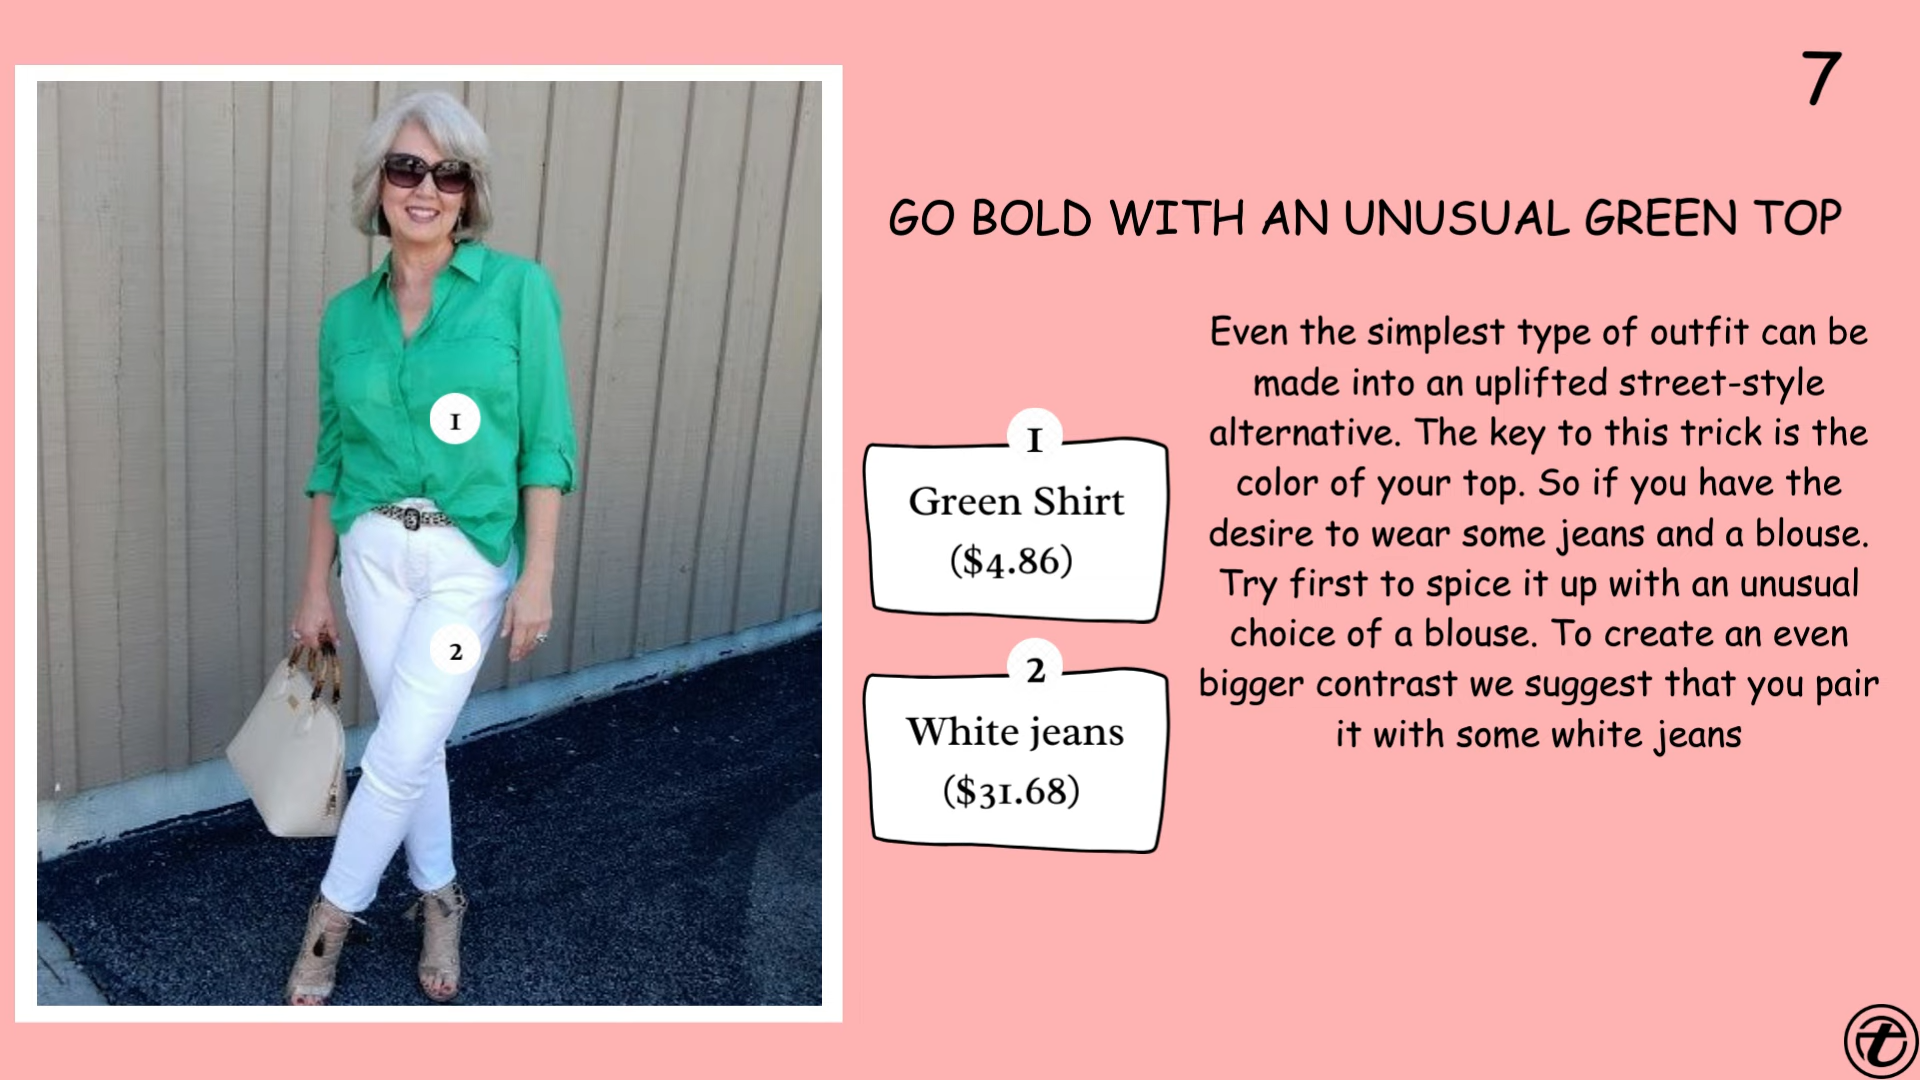 7
GO BOLD WITH AN UNUSUAL GREEN TOP
1
2
1
Green Shirt
($4.86)
2
White jeans
($31.68)
Even the simplest type of outfit can be
made into an uplifted street-style
alternative. The key to this trick is the
color of your top. So if you have the
desire to wear some jeans and a blouse.
Try first to spice it up with an unusual
choice of a blouse. To create an even
bigger contrast we suggest that you pair
it with some white jeans
t